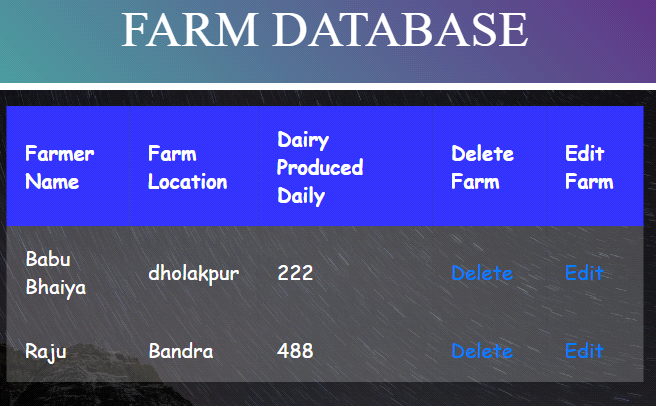 FARM DATABASE
Farmer Name Farm Location Dairy Produced Daily Delete Farm Edit Farm
Babu Bhaiya dholakpur 222 Delete Edit
Raju Bandra 488 Delete Edit